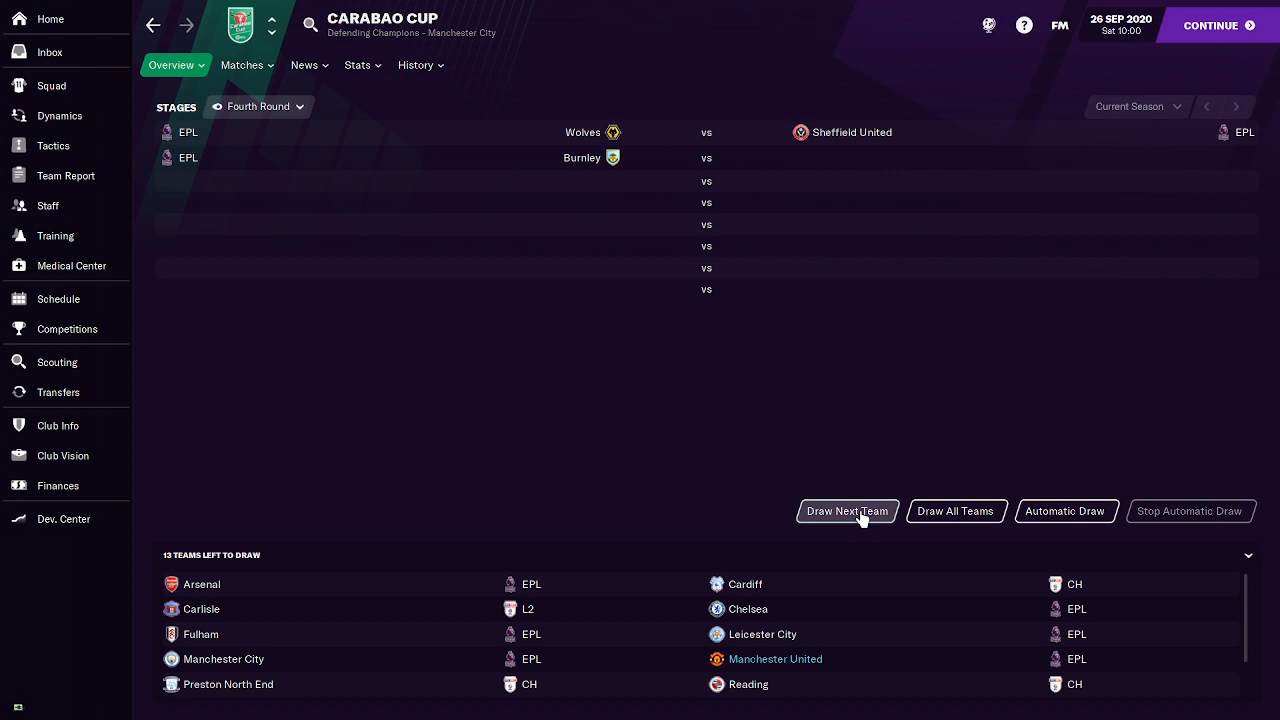 Home
Inbox
Squad
Dynamics
Tactics
Team Report
Staff
Training
Medical Center
Schedule
Competitions
Scouting
Transfers
Club Info
Club Vision
Finances
Dev. Center
CARABAO CUP
Defending Champions - Manchester City
? FM 26 SEP 2020 CONTINUE
Sat 10:00
Overview Matches News Stats History
STAGES Fourth Round Current Season
EPL Wolves vs Sheffield United EPL
EPL Burnley vs
vs
vs
vs
vs
vs
vs
Draw Next Team Draw All Teams Automatic Draw Stop Automatic Draw
13 TEAMS LEFT TO DRAW
Arsenal EPL Cardiff CH
Carlisle L2 Chelsea EPL
Fulham EPL Leicester City EPL
Manchester City EPL Manchester United EPL
Preston North End CH Reading CH